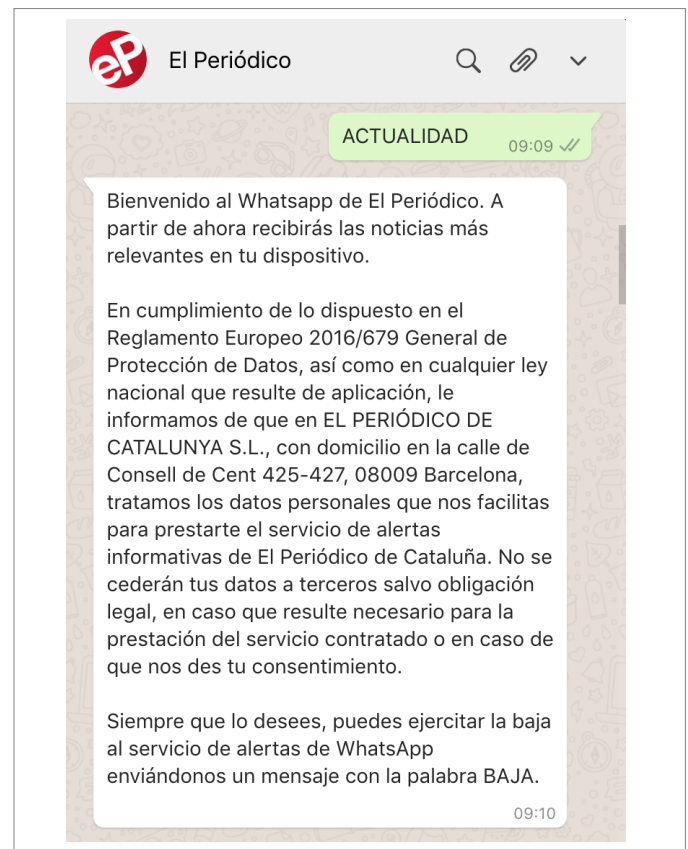 eP
El Periódico
ACTUALIDAD
09:09
Bienvenido al Whatsapp de El Periódico. A
partir de ahora recibirás las noticias más
relevantes en tu dispositivo.
En cumplimiento de lo dispuesto en el
Reglamento Europeo 2016/679 General de
Protección de Datos, así como en cualquier ley
nacional que resulte de aplicación, le
informamos de que en EL PERIÓDICO DE
CATALUNYA S.L., con domicilio en la calle de
Consell de Cent 425-427, 08009 Barcelona,
tratamos los datos personales que nos facilitas
para prestarte el servicio de alertas
informativas de El Periódico de Cataluña. No se
cederán tus datos a terceros salvo obligación
legal, en caso que resulte necesario para la
prestación del servicio contratado o en caso de
que nos des tu consentimiento.
Siempre que lo desees, puedes ejercitar la baja
al servicio de alertas de WhatsApp
enviándonos un mensaje con la palabra BAJA.
09:10